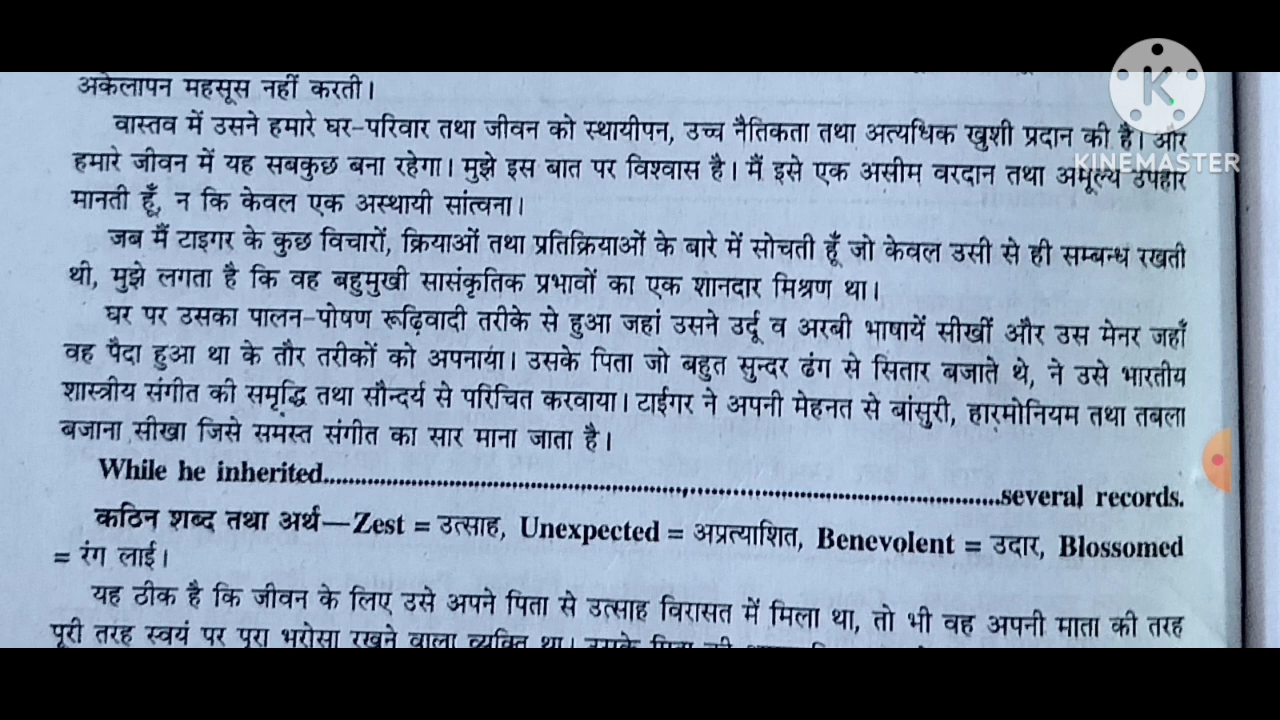 अकेलापन महसूस नहीं करती।
वास्तव में उसने हमारे घर-परिवार तथा जीवन को स्थायीपन, उच्च नैतिकता तथा अत्यधिक खुशी प्रदान की है। और
हमारे जीवन में यह सबकुछ बना रहेगा। मुझे इस बात पर विश्वास है। मैं इसे एक असीम वरदान तथा अमूल्य उपहार
मानती हूँ, न कि केवल एक अस्थायी सांत्वना।
जब मैं टाइगर के कुछ विचारों, क्रियाओं तथा प्रतिक्रियाओं के बारे में सोचती हूँ जो केवल उसी से ही सम्बन्ध रखती
थी, मुझे लगता है कि वह बहुमुखी सासंकृतिक प्रभावों का एक शानदार मिश्रण था।
घर पर उसका पालन-पोषण रूढ़िवादी तरीके से हुआ जहां उसने उर्दू व अरबी भाषायें सीखीं और उस मेनर जहाँ
वह पैदा हुआ था के तौर तरीकों को अपनाया। उसके पिता जो बहुत सुन्दर ढंग से सितार बजाते थे, ने उसे भारतीय
शास्त्रीय संगीत की समृद्धि तथा सौन्दर्य से परिचित करवाया। टाईगर ने अपनी मेहनत से बांसुरी, हारमोनियम तथा तबला
बजाना सीखा जिसे समस्त संगीत का सार माना जाता है।
While he inherited....................................................several records.
कठिन शब्द तथा अर्थ—Zest = उत्साह, Unexpected = अप्रत्याशित, Benevolent = उदार, Blossomed
= रंग लाई।
यह ठीक है कि जीवन के लिए उसे अपने पिता से उत्साह विरासत में मिला था, तो भी वह अपनी माता की तरह
पूरी तरह स्वयं पर पूरा भरोसा रखने वाला व्यक्ति था।
K
KINEMASTER